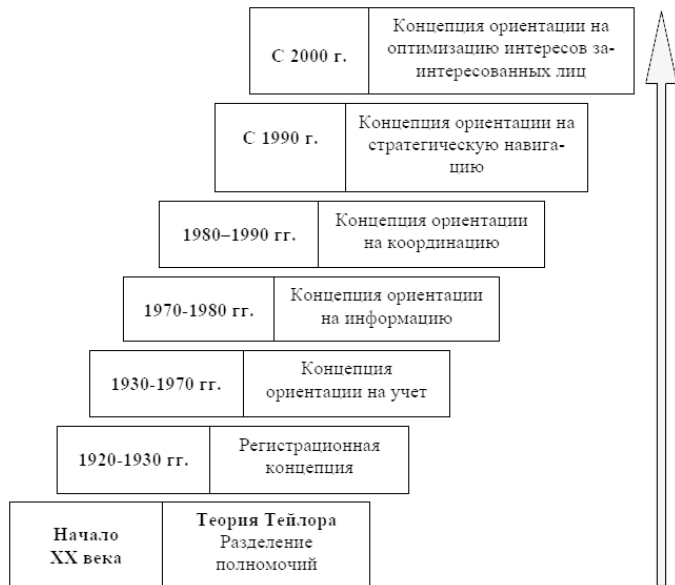 С 2000 г.
Концепция ориентации на
оптимизацию интересов за-
интересованных лиц
С 1990 г.
Концепция ориентации на
стратегическую навига-
цию
1980–1990 гг.
Концепция ориентации
на координацию
1970-1980 гг.
Концепция ориентации
на информацию
1930-1970 гг.
Концепция
ориентации на учет
1920-1930 гг.
Регистрационная
концепция
Начало
XX века
Теория Тейлора
Разделение
полномочий